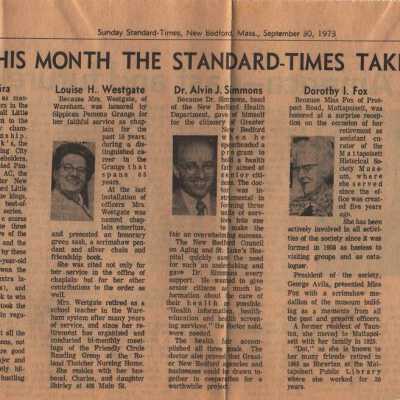 Sunday Standard-Times, New Bedford, Mass., September 30, 1973
HIS MONTH THE STANDARD-TIMES TAKE
ira
Louise H. Westgate
Because Mrs. Westgate, of
Wareham, was honored by
Sippican Pomona Grange for
her faithful service as chap-
lain for the
past 18 years,
during a dis-
tinguished ca-
reer in the
Grange that
spans 65
years.
At the last
installation of
officers Mrs.
Westgate was
named chap-
lain emeritus,
and presented an honorary
green sash, a scrimshaw pen-
dant and silver chain and
friendship book.
She was cited not only for
her service in the office of
chaplain but for her other
contributions to the order as
well.
Mrs. Westgate retired as a
school teacher in the Ware-
ham system after many years
of service, and since her re-
tirement has organized and
conducted bi-monthly meet-
ings of the Friendly Circle
Reading Group at the Ro-
land Thatcher Nursing Home.
She resides with her hus-
band, Charles, and daughter
Shirley at 408 Main St.
Dr. Alvin J. Simmons
Because Dr. Simmons, head
of the New Bedford Health
Department, gave of himself
for the citizenry of Greater
New Bedford
when he
spearheaded a
program to
hold a health
fair aimed at
senior citi-
zens. The doc-
tor was in-
strumental in
forming three
units of serv-
ices into one
to make the
fair an overwhelming success.
The New Bedford Council
on Aging and St. Luke's Hos-
pital quickly saw the need
for such an undertaking and
gave Dr. Simmons every
support. He wanted to give
senior citizens as much in-
formation about the care of
their health as possible.
"Health information, health
education and health screen-
ing services," the doctor said,
were needed.
The health fair accom-
plished all three goals. The
doctor also proved that Great-
er New Bedford agencies and
businesses could be drawn to-
gether in cooperation for a
worthwhile project.
Dorothy I. Fox
Because Miss Fox of Pros-
pect Road, Mattapoisett, was
honored at a surprise reception
on the occasion of her
retirement as
assistant cu-
rator of the
Mattapoisett
Historical So-
ciety Muse-
um, where
she served
since the of-
fice was creat-
ed five years
ago.
She has been
actively involved in all activi-
ties of the society since it was
formed in 1958 as hostess to
visiting groups and as cata-
loguer.
President of the society,
George Avila, presented Miss
Fox with a scrimshaw me-
dallion of the museum build-
ing as a memento from all
the past and present officers.
A former resident of Taun-
ton, she moved to Mattapoi-
sett with her family in 1925.
"Dot," as she is known to
her many friends retired in
1968 as librarian at the Mat-
tapoisett Public Library
where she worked for 20
years.